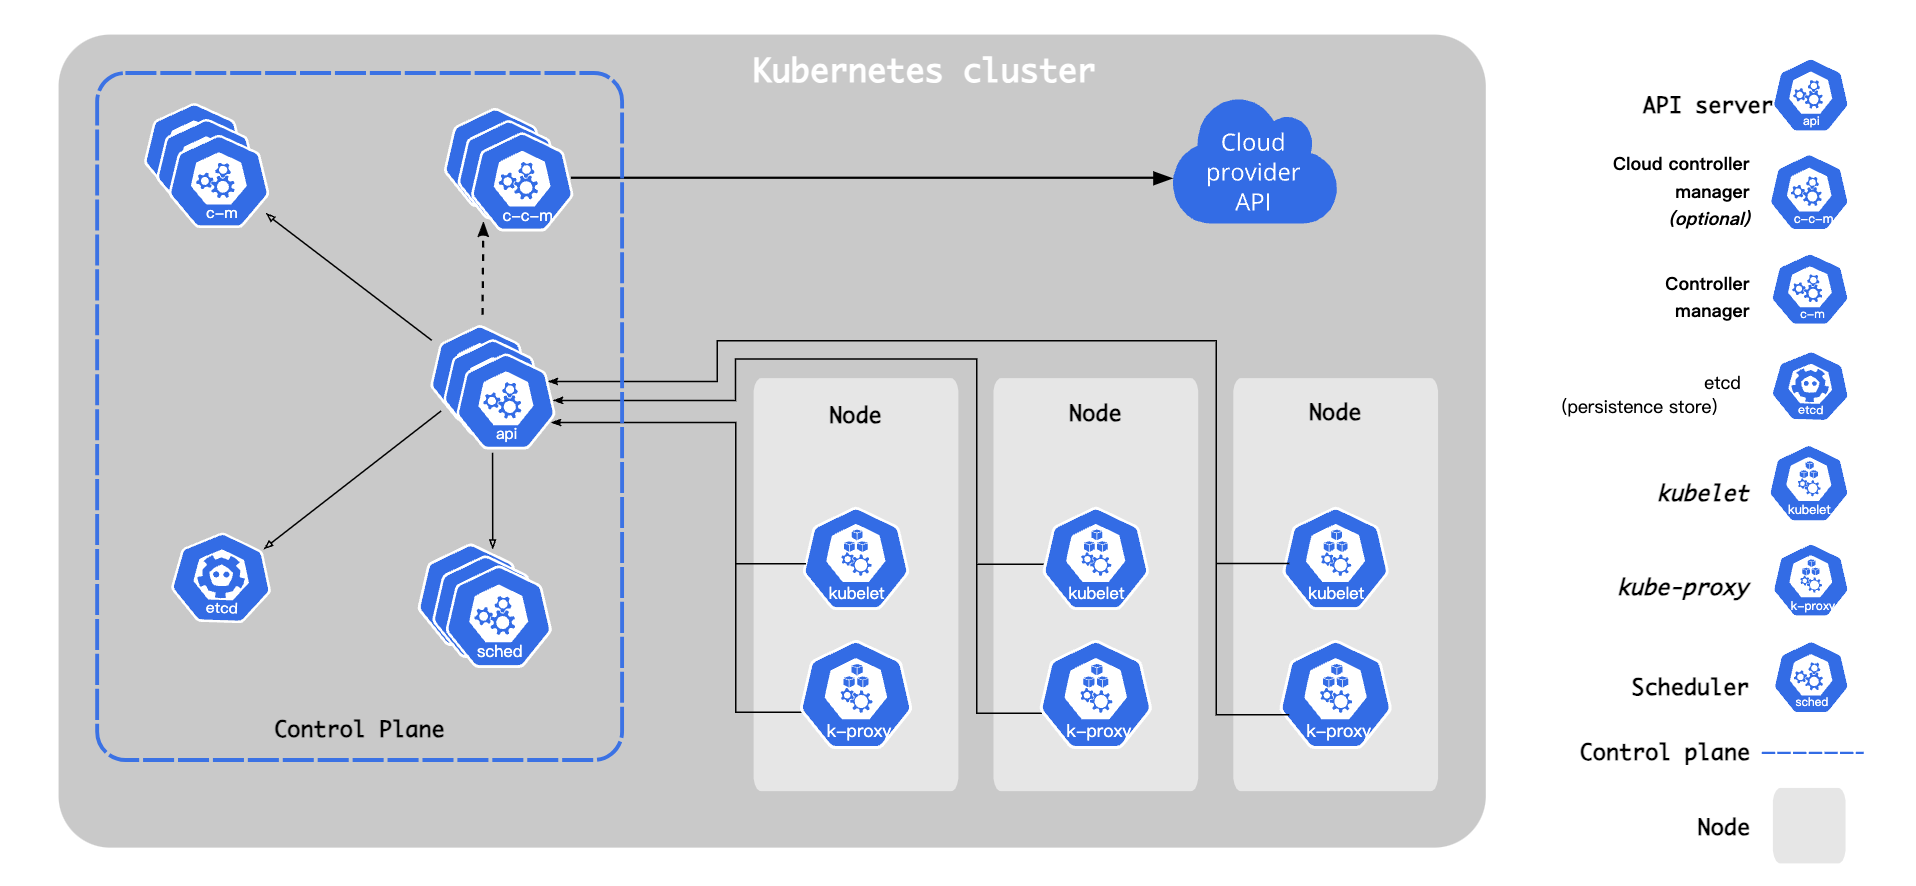 Kubernetes cluster
c-m
c-c-m
Cloud
provider
API
api
etcd
sched
Control Plane
Node
kubelet
k-proxy
Node
kubelet
k-proxy
Node
kubelet
k-proxy
API server
api
Cloud controller
manager
(optional)
c-c-m
Controller
manager
c-m
etcd
(persistence store)
etcd
kubelet
kubelet
kube-proxy
k-proxy
Scheduler
sched
Control plane
Node